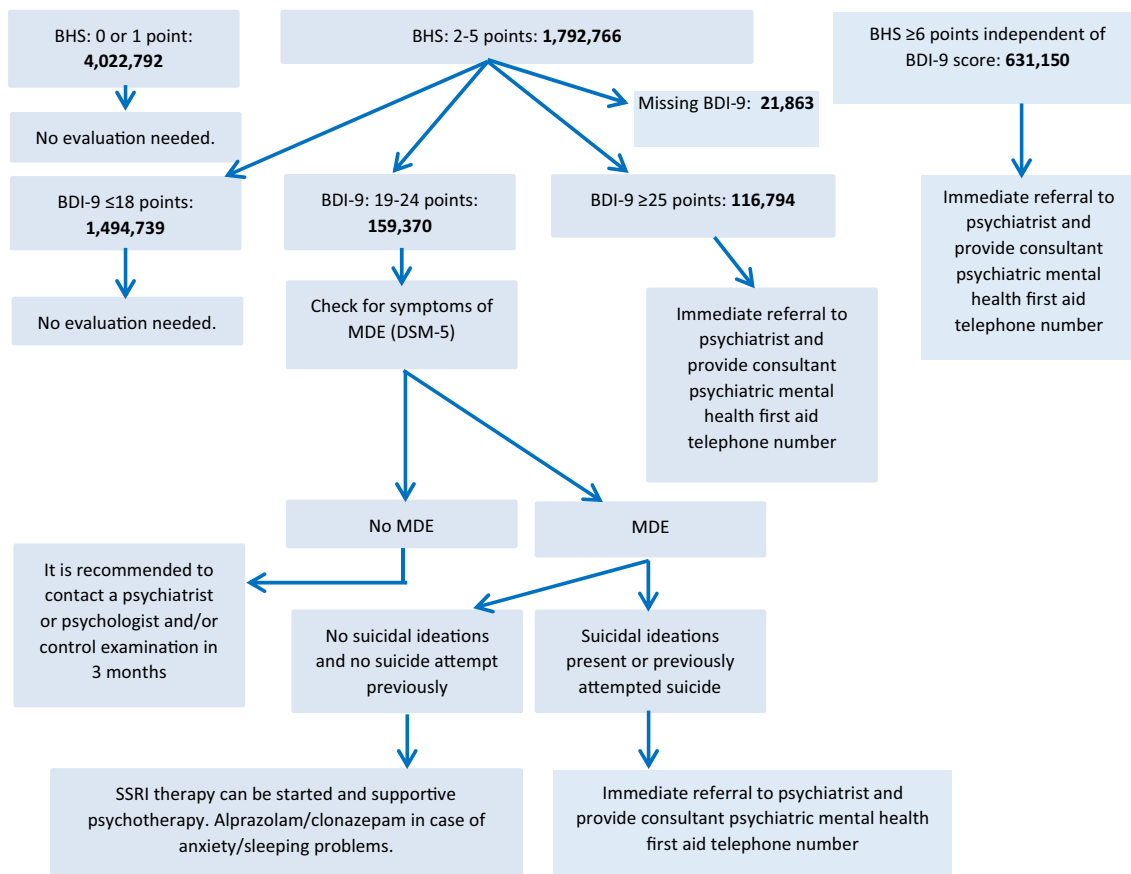 BHS: 0 or 1 point:
4,022,792
BHS: 2-5 points: 1,792,766
BHS ≥6 points independent of
BDI-9 score: 631,150
Missing BDI-9: 21,863
No evaluation needed.
BDI-9 ≤18 points:
1,494,739
BDI-9: 19-24 points:
159,370
BDI-9 ≥25 points: 116,794
Immediate referral to
psychiatrist and
provide consultant
psychiatric mental
health first aid
telephone number
No evaluation needed.
Check for symptoms of
MDE (DSM-5)
Immediate referral to
psychiatrist and
provide consultant
psychiatric mental
health first aid
telephone number
No MDE
MDE
It is recommended to
contact a psychiatrist
or psychologist and/or
control examination in
3 months
No suicidal ideations
and no suicide attempt
previously
Suicidal ideations
present or previously
attempted suicide
SSRI therapy can be started and supportive
psychotherapy. Alprazolam/clonazepam in case of
anxiety/sleeping problems.
Immediate referral to psychiatrist and
provide consultant psychiatric mental health
first aid telephone number